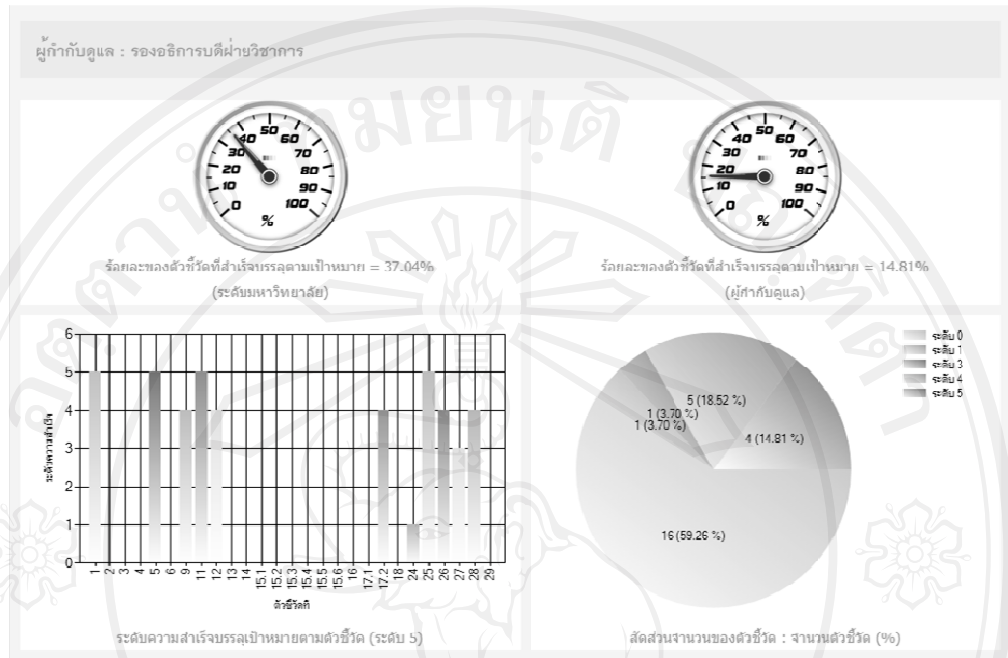 ผู้กำกับดูแล : รองอธิการบดีฝ่ายวิชาการ
0 10 20 30 40 50 60 70 80 90 100
%
0 10 20 30 40 50 60 70 80 90 100
%
ร้อยละของตัวชี้วัดที่สำเร็จบรรลุตามเป้าหมาย = 37.04%
(ระดับมหาวิทยาลัย)
ร้อยละของตัวชี้วัดที่สำเร็จบรรลุตามเป้าหมาย = 14.81%
(ผู้กำกับดูแล)
6
5
4
3
2
1
0
ระดับความสำเร็จ
1 2 3 4 5 6 9 11 12 13 14 15.1 15.2 15.3 15.4 15.5 15.6 16 17.1 17.2 18 24 25 26 27 28 29
ตัวชี้วัดที่
ระดับความสำเร็จบรรลุเป้าหมายตามตัวชี้วัด (ระดับ 5)
ระดับ 0
ระดับ 1
ระดับ 3
ระดับ 4
ระดับ 5
5 (18.52 %)
1 (3.70 %)
1 (3.70 %)
4 (14.81 %)
16 (59.26 %)
สัดส่วนจำนวนของตัวชี้วัด : จำนวนตัวชี้วัด (%)